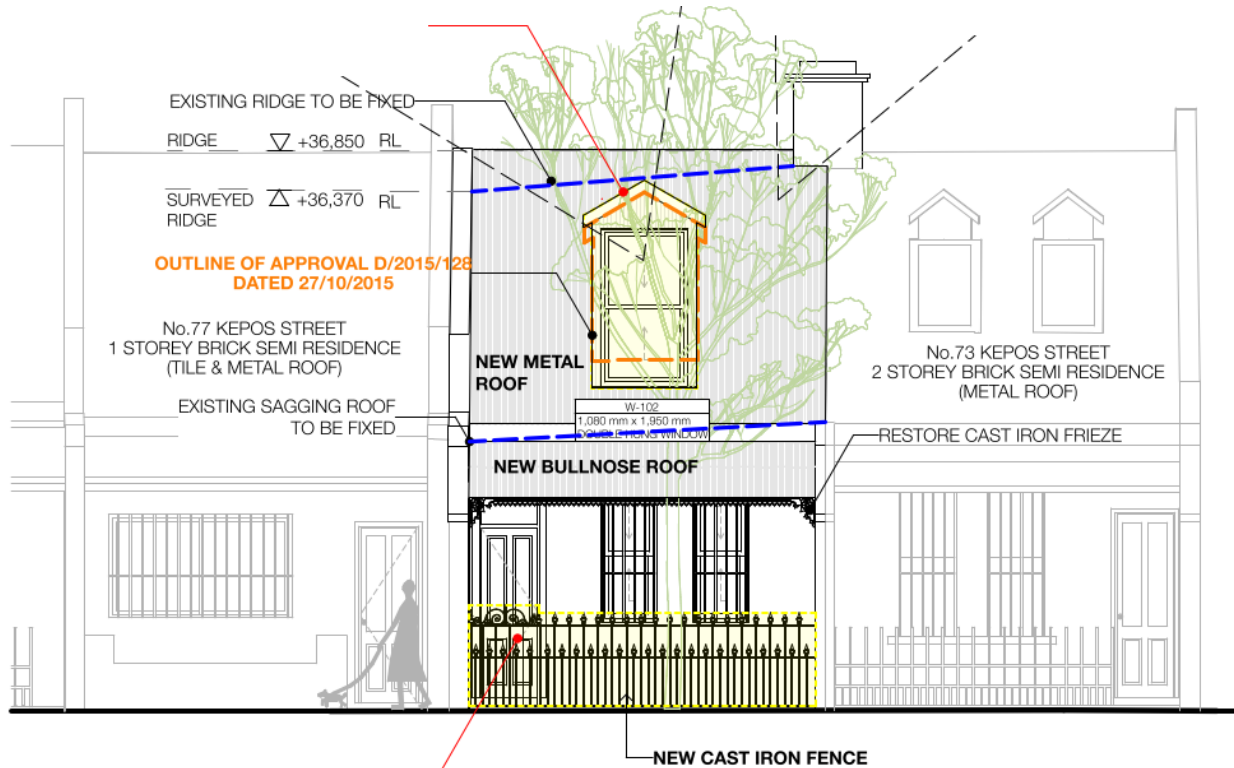 EXISTING RIDGE TO BE FIXED
RIDGE +36,850 RL
SURVEYED +36,370 RL
RIDGE
OUTLINE OF APPROVAL D/2015/128
DATED 27/10/2015
No.77 KEPOS STREET
1 STOREY BRICK SEMI RESIDENCE
(TILE & METAL ROOF)
NEW METAL
ROOF
No.73 KEPOS STREET
2 STOREY BRICK SEMI RESIDENCE
(METAL ROOF)
EXISTING SAGGING ROOF
TO BE FIXED
W-102
1,080 mm x 1,950 mm
DOUBLE HUNG WINDOW
RESTORE CAST IRON FRIEZE
NEW BULLNOSE ROOF
NEW CAST IRON FENCE